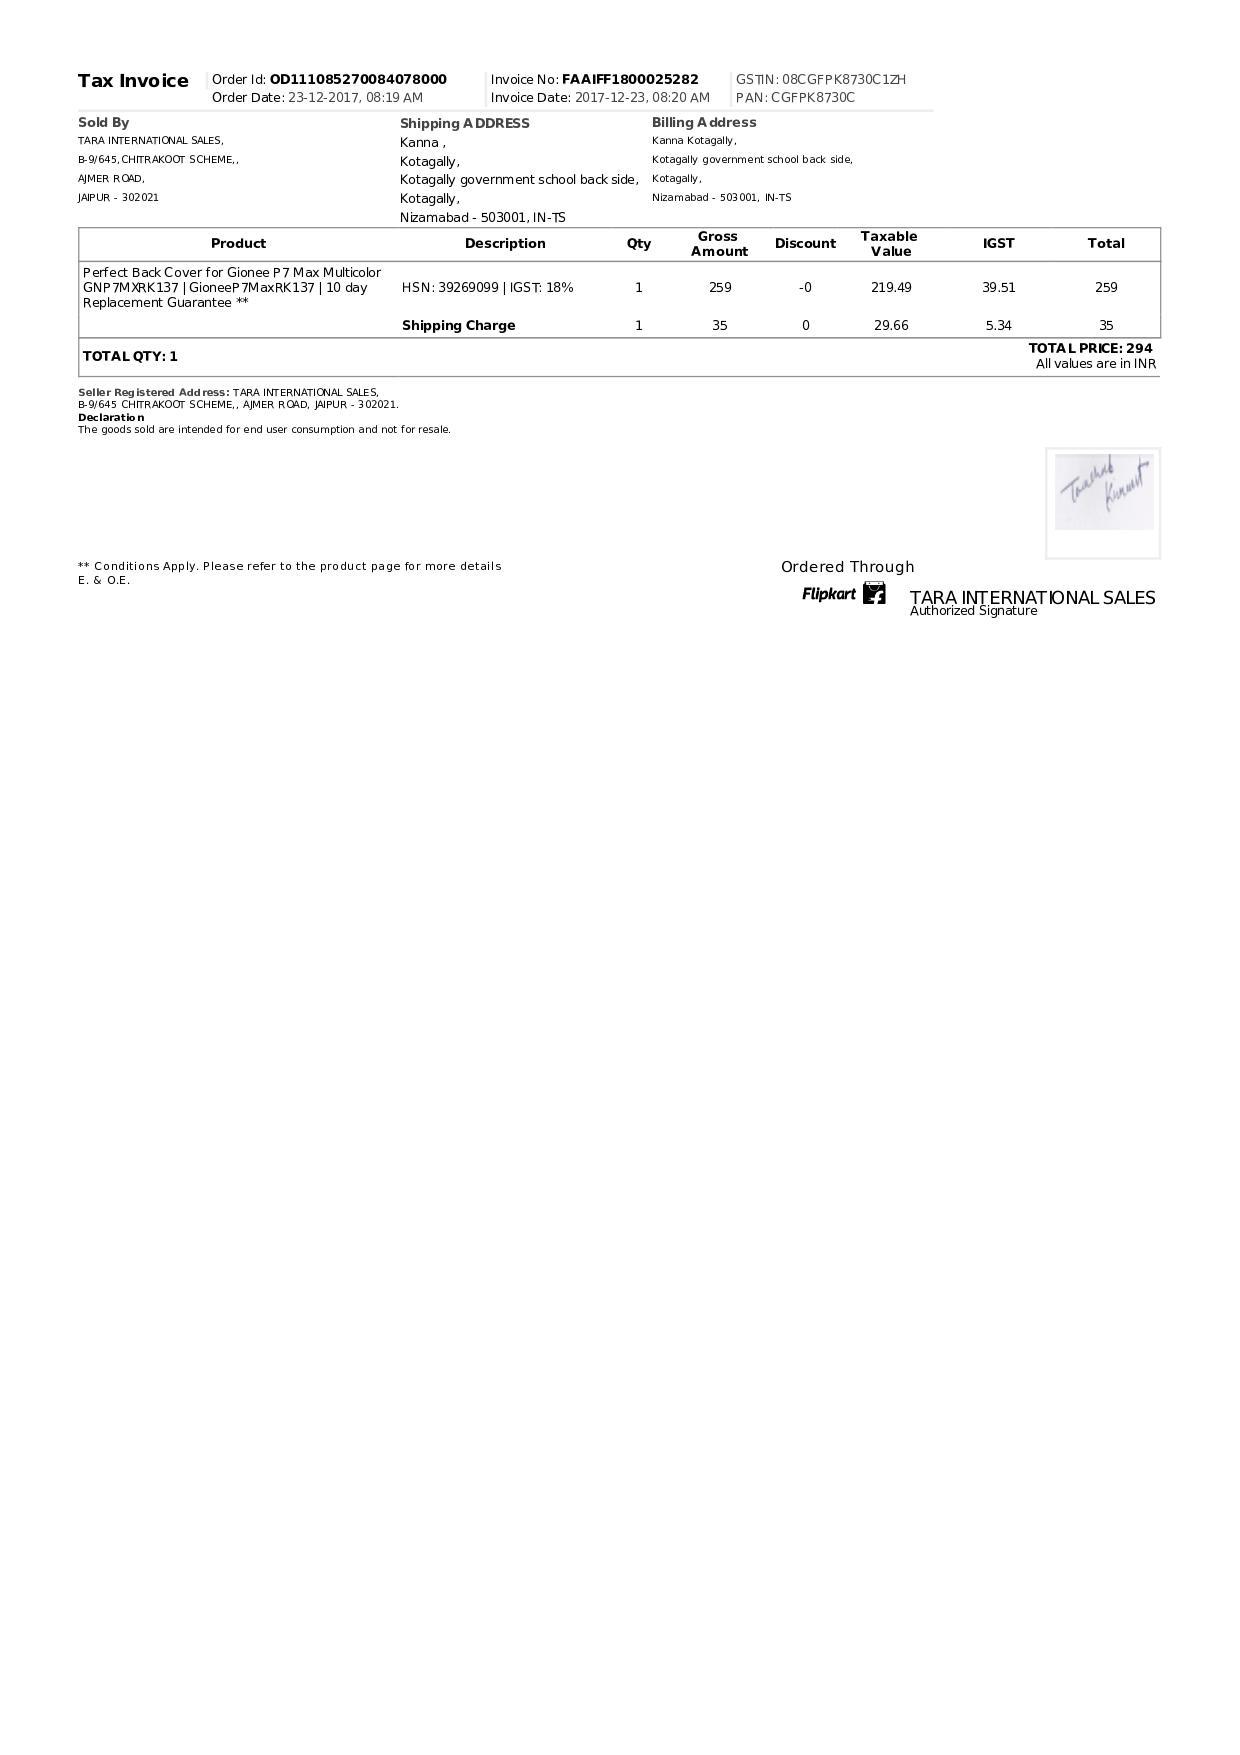 Tax Invoice
Order Id: OD111085270084078000
Order Date: 23-12-2017, 08:19 AM
Invoice No: FAAIFF1800025282
Invoice Date: 2017-12-23, 08:20 AM
GSTIN: 08CGFPK8730C1ZH
PAN: CGFPK8730C
Sold By
TARA INTERNATIONAL SALES,
B-9/645,CHITRAKOOT SCHEME,,
AJMER ROAD,
JAIPUR - 302021
Shipping ADDRESS
Kanna ,
Kotagally,
Kotagally government school back side,
Kotagally,
Nizamabad - 503001, IN-TS
Billing Address
Kanna Kotagally,
Kotagally government school back side,
Kotagally,
Nizamabad - 503001, IN-TS
Product Description Qty Gross Amount Discount Taxable Value IGST Total
Perfect Back Cover for Gionee P7 Max Multicolor
GNP7MXRK137 | GioneeP7MaxRK137 | 10 day
Replacement Guarantee **
HSN: 39269099 | IGST: 18% 1 259 -0 219.49 39.51 259
Shipping Charge 1 35 0 29.66 5.34 35
TOTAL QTY: 1
TOTAL PRICE: 294
All values are in INR
Seller Registered Address: TARA INTERNATIONAL SALES,
B-9/645 CHITRAKOOT SCHEME,, AJMER ROAD, JAIPUR - 302021.
Declaration
The goods sold are intended for end user consumption and not for resale.
** Conditions Apply. Please refer to the product page for more details
E. & O.E.
Ordered Through
Flipkart
TARA INTERNATIONAL SALES
Authorized Signature